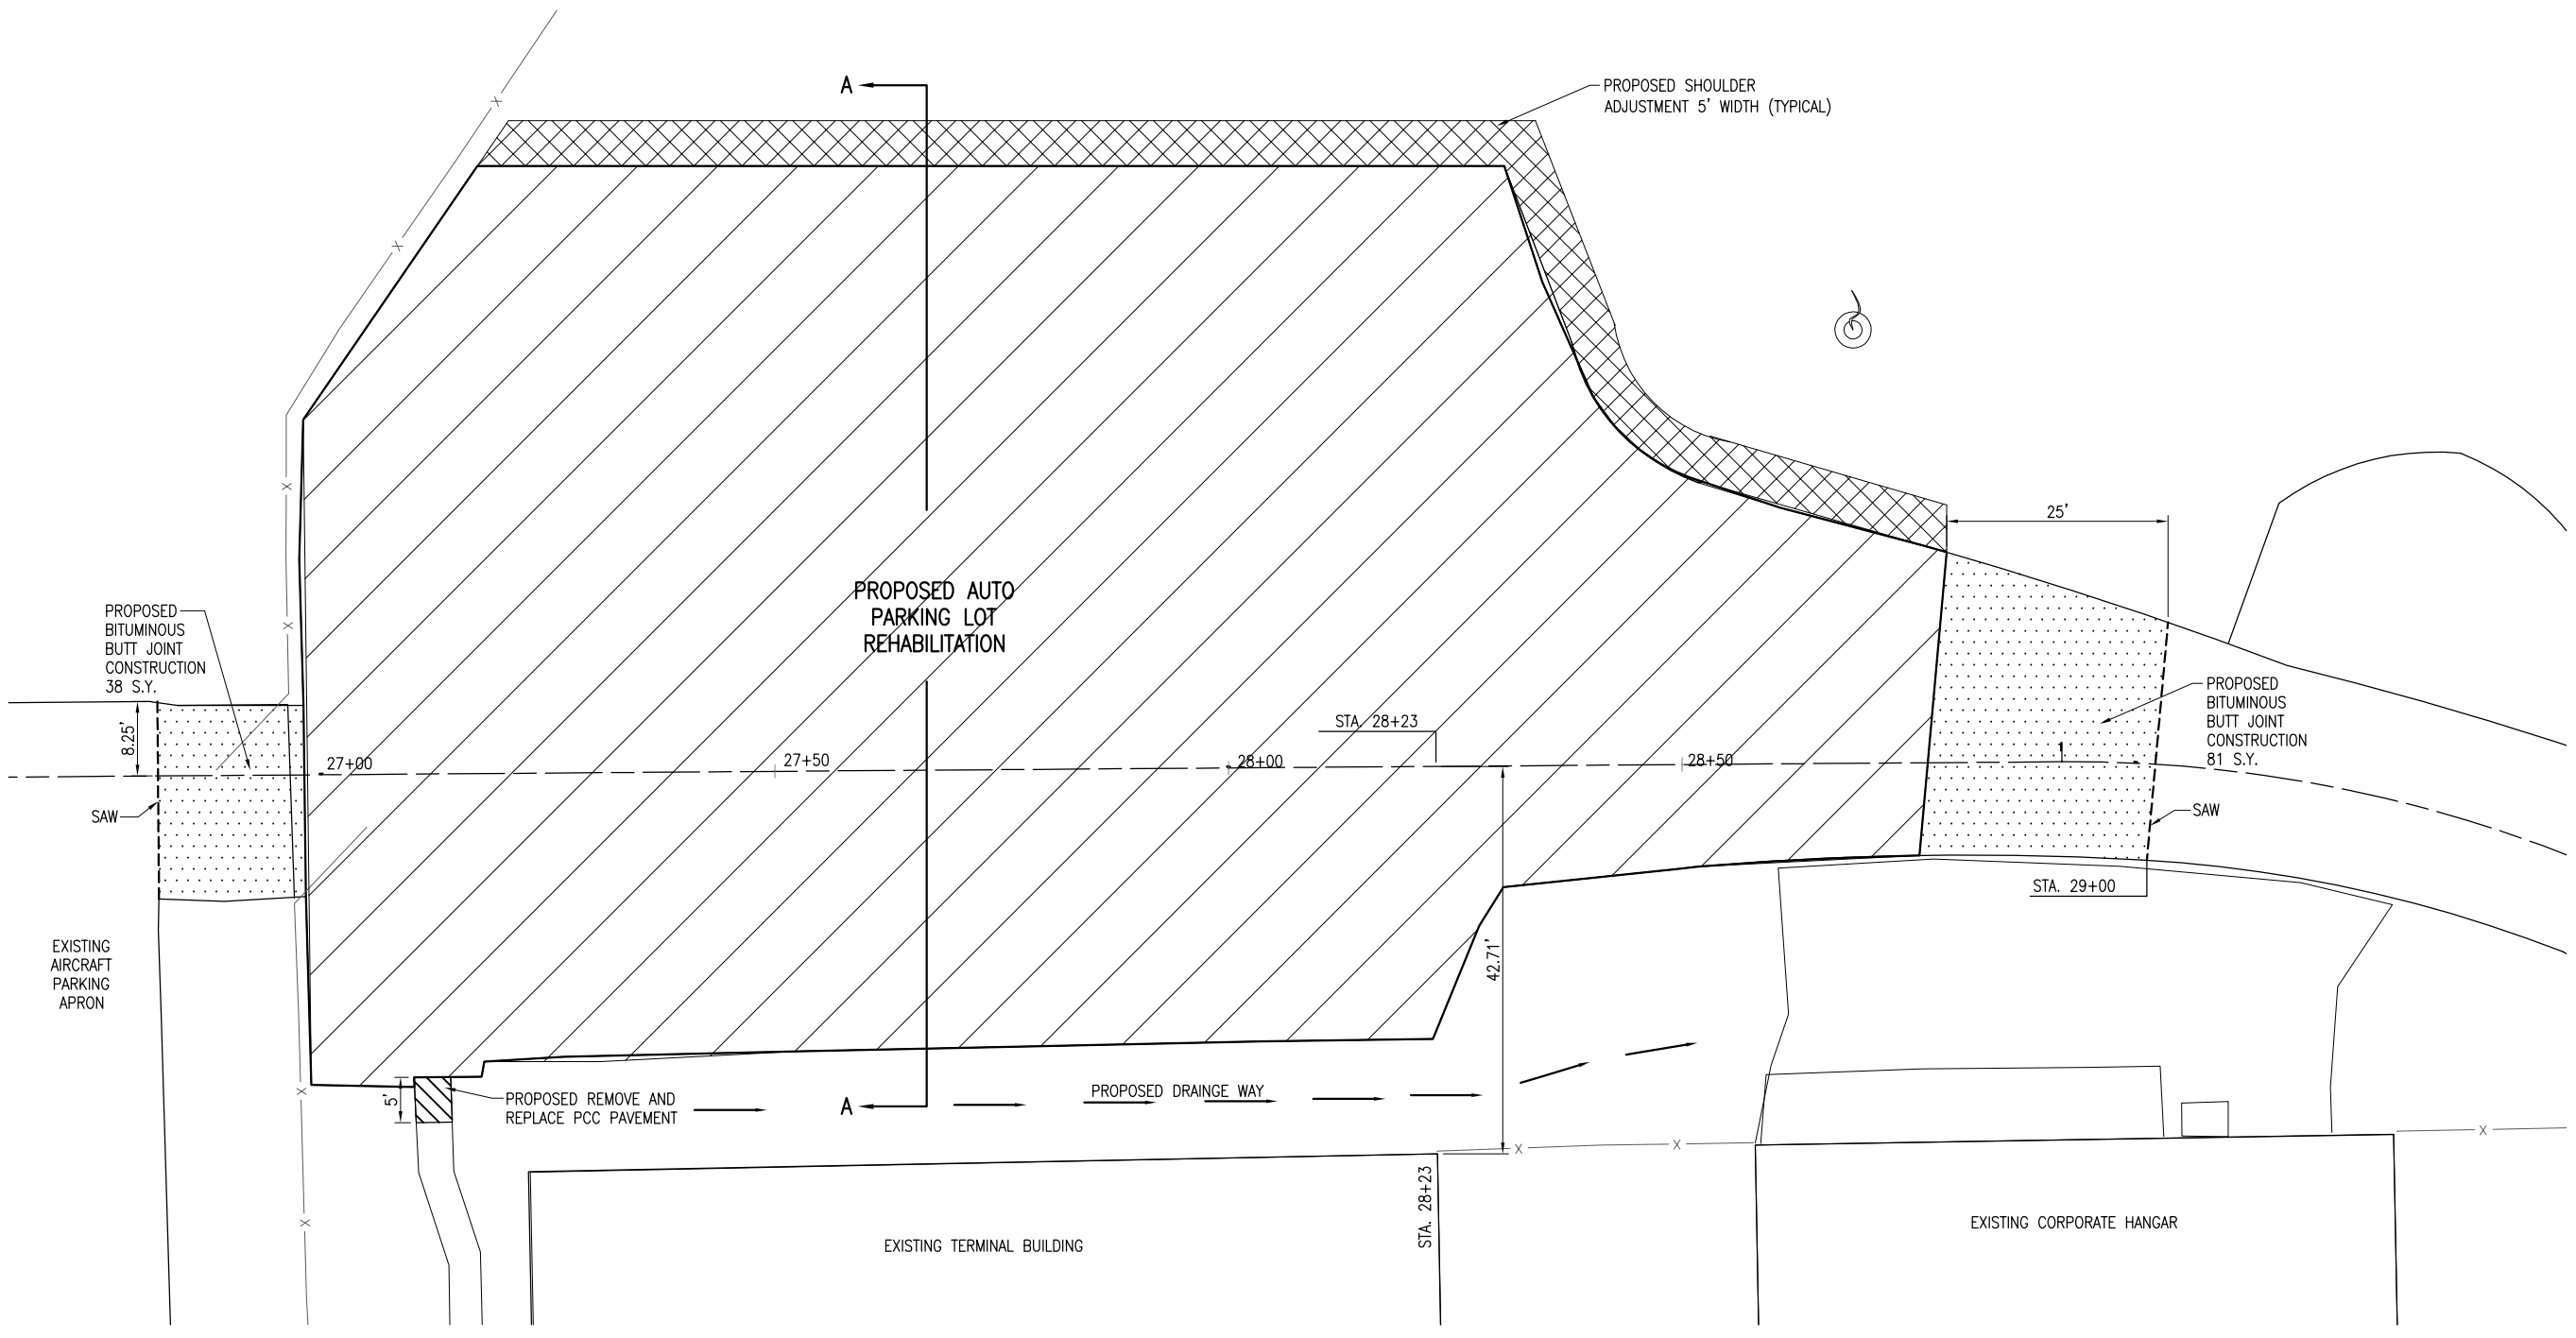 A
PROPOSED SHOULDER
ADJUSTMENT 5' WIDTH (TYPICAL)
X
X
X
X
25'
PROPOSED AUTO
PARKING LOT
REHABILITATION
PROPOSED
BITUMINOUS
BUTT JOINT
CONSTRUCTION
38 S.Y.
8.25'
SAW
27+00
27+50
28+00
STA. 28+23
28+50
1
PROPOSED
BITUMINOUS
BUTT JOINT
CONSTRUCTION
81 S.Y.
SAW
STA. 29+00
42.71'
EXISTING
AIRCRAFT
PARKING
APRON
5'
X
PROPOSED REMOVE AND
REPLACE PCC PAVEMENT
A
PROPOSED DRAINGE WAY
X
X
X
X
STA. 28+23
EXISTING TERMINAL BUILDING
EXISTING CORPORATE HANGAR